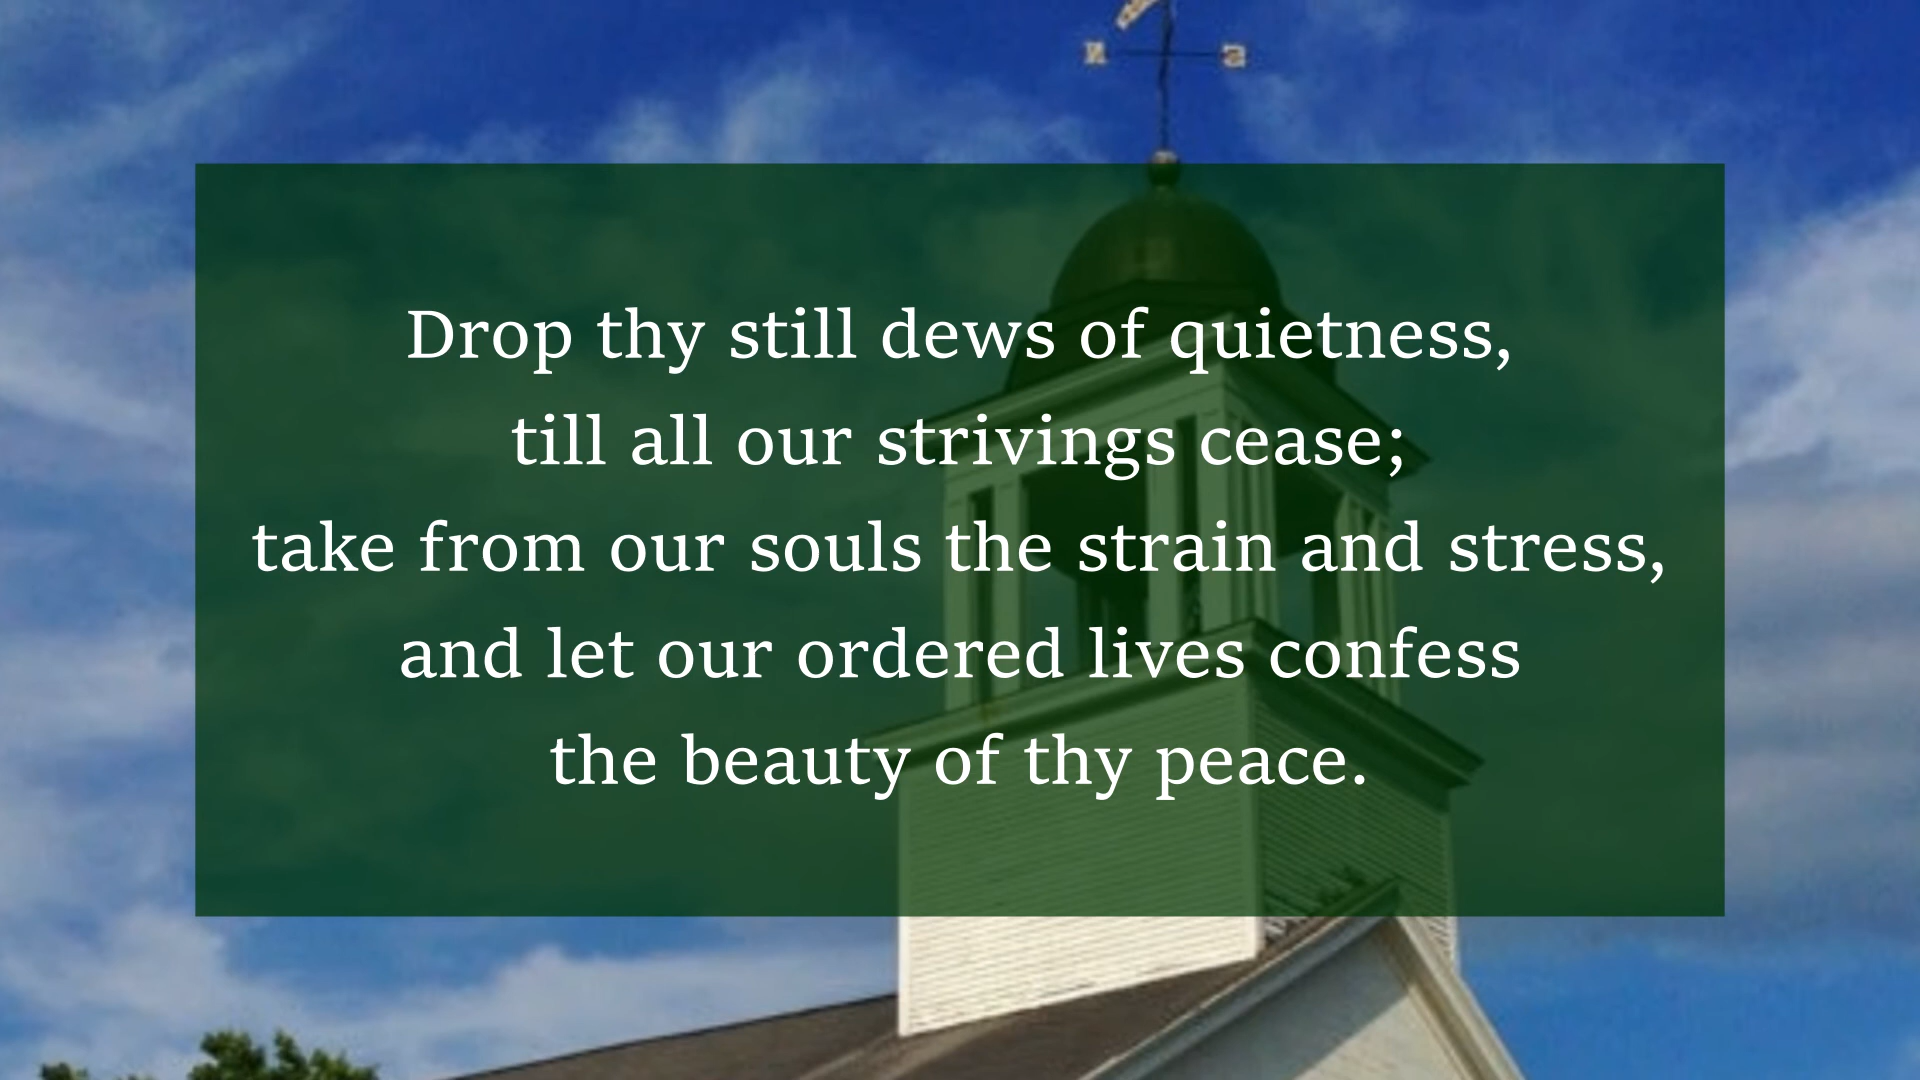 N S
Drop thy still dews of quietness,
till all our strivings cease;
take from our souls the strain and stress,
and let our ordered lives confess
the beauty of thy peace.